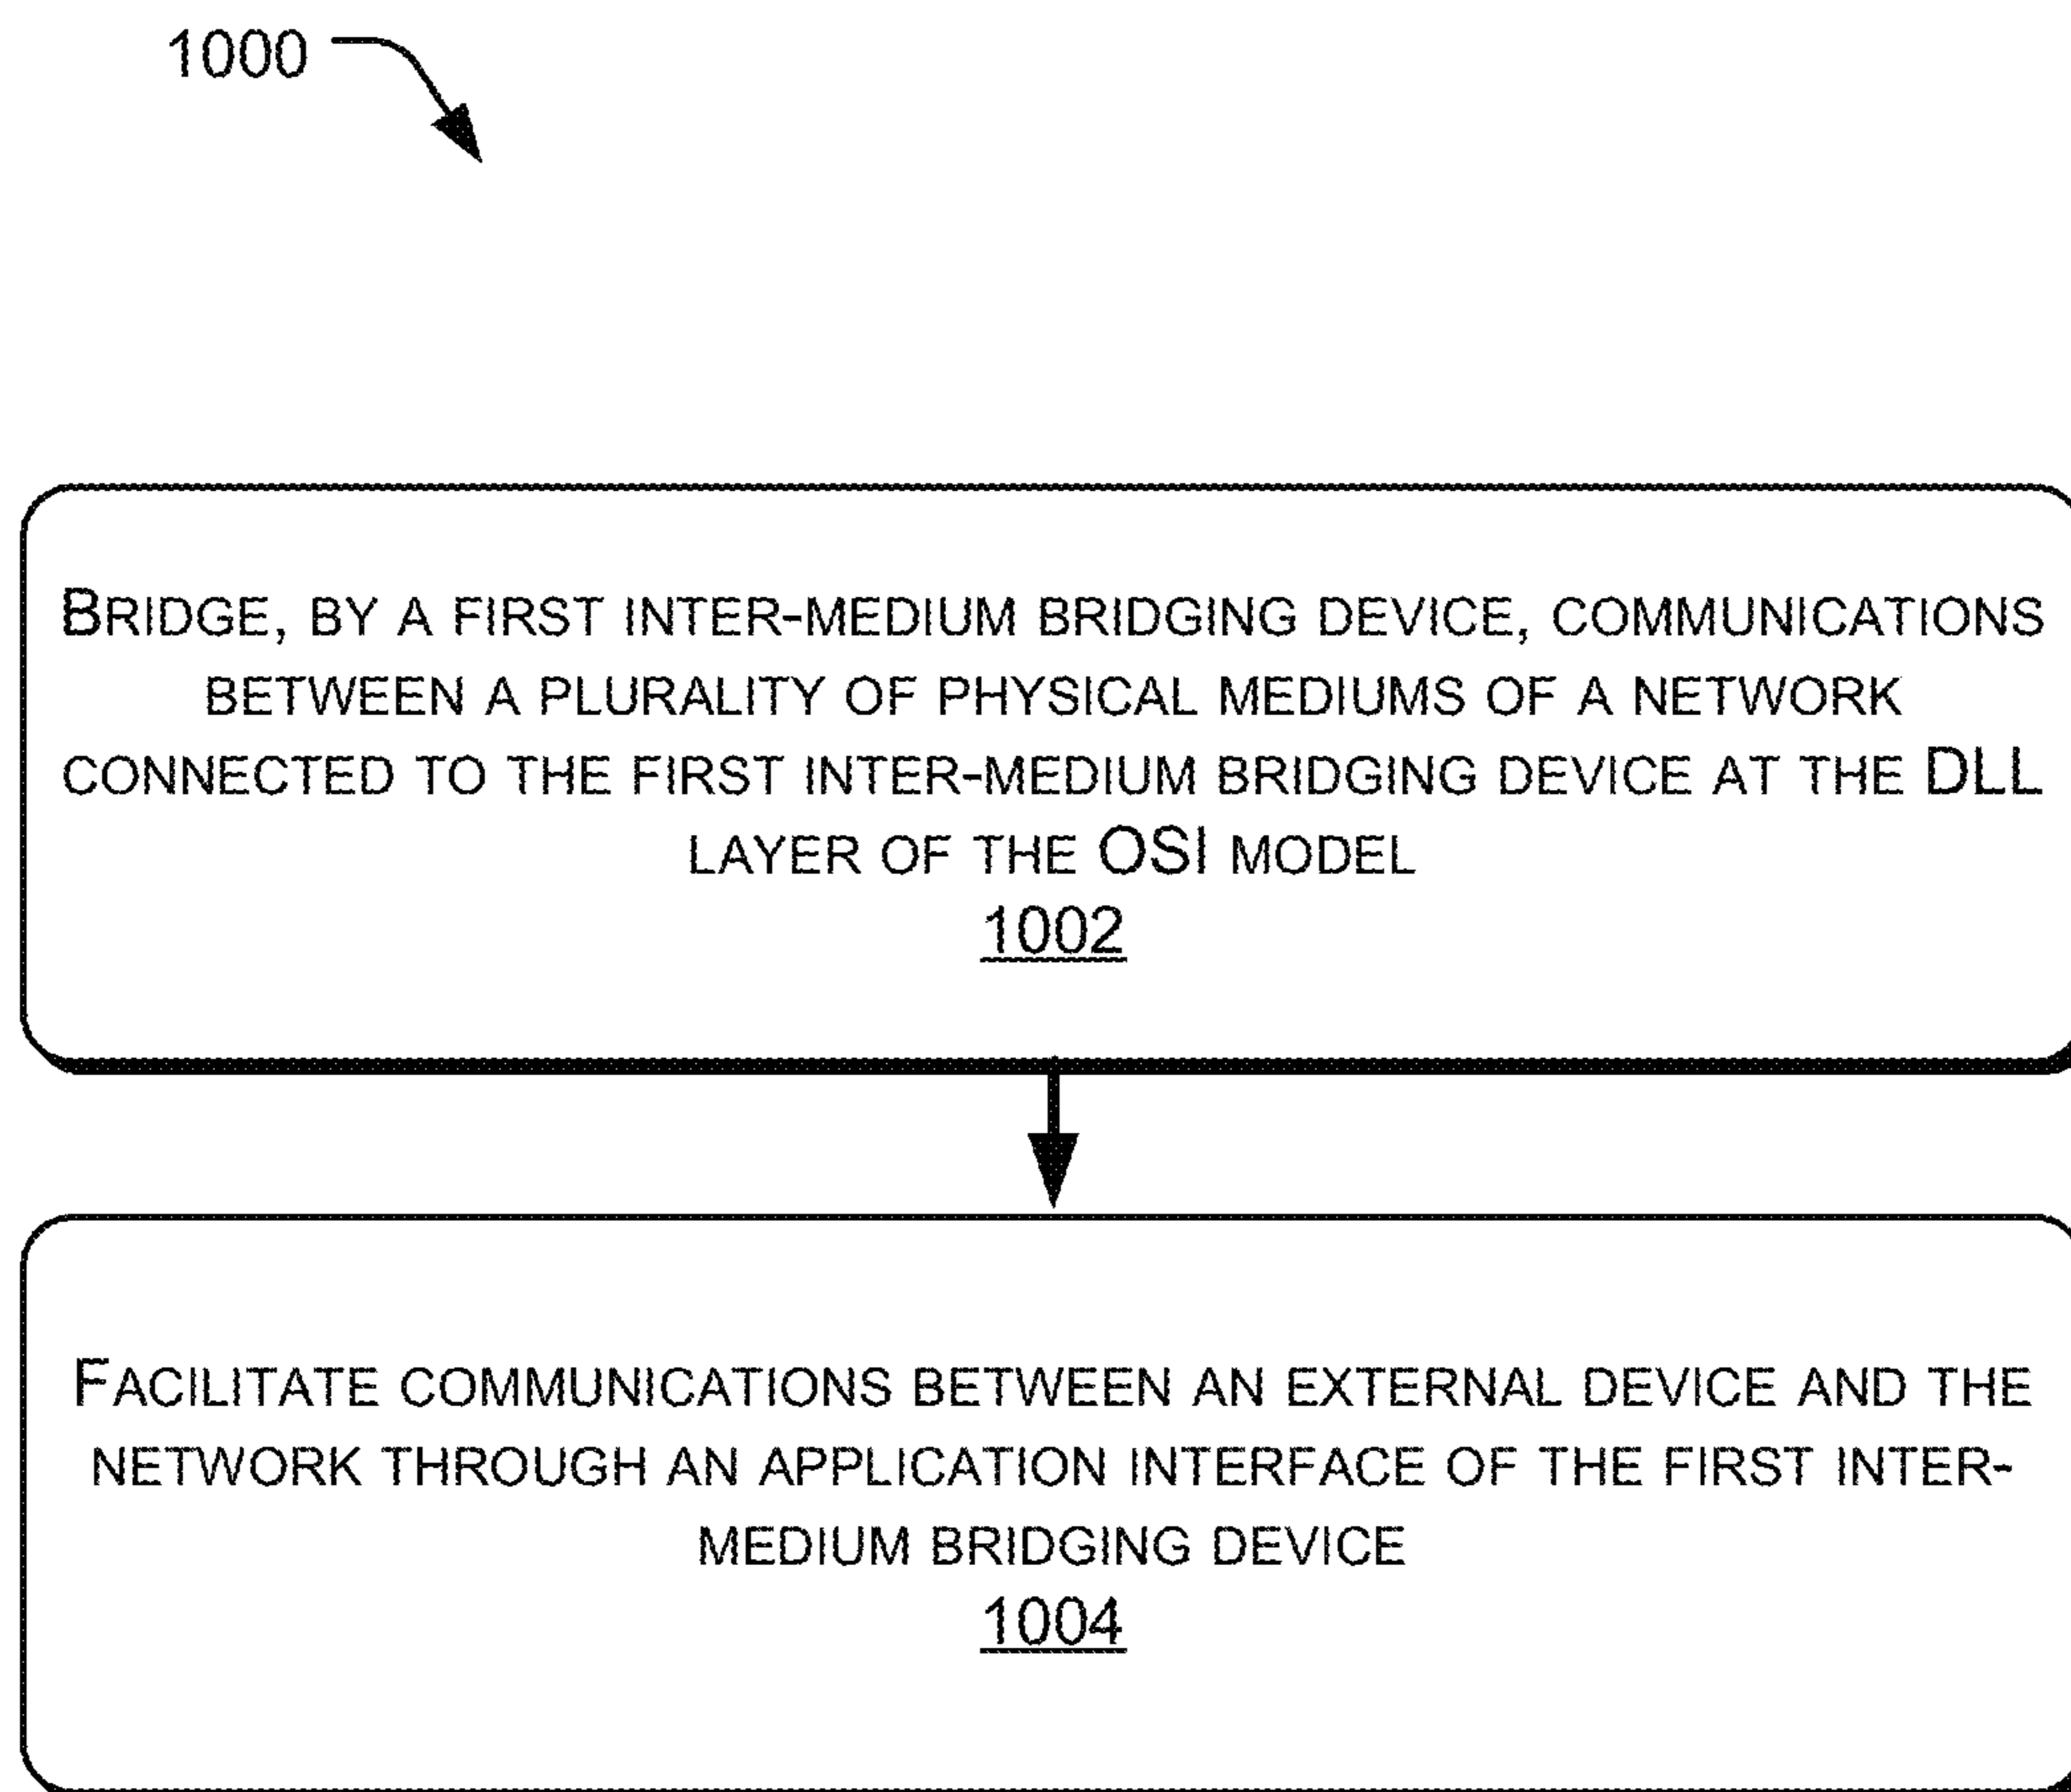 1000
BRIDGE, BY A FIRST INTER-MEDIUM BRIDGING DEVICE, COMMUNICATIONS
BETWEEN A PLURALITY OF PHYSICAL MEDIUMS OF A NETWORK
CONNECTED TO THE FIRST INTER-MEDIUM BRIDGING DEVICE AT THE DLL
LAYER OF THE OSI MODEL
1002
FACILITATE COMMUNICATIONS BETWEEN AN EXTERNAL DEVICE AND THE
NETWORK THROUGH AN APPLICATION INTERFACE OF THE FIRST INTER-
MEDIUM BRIDGING DEVICE
1004